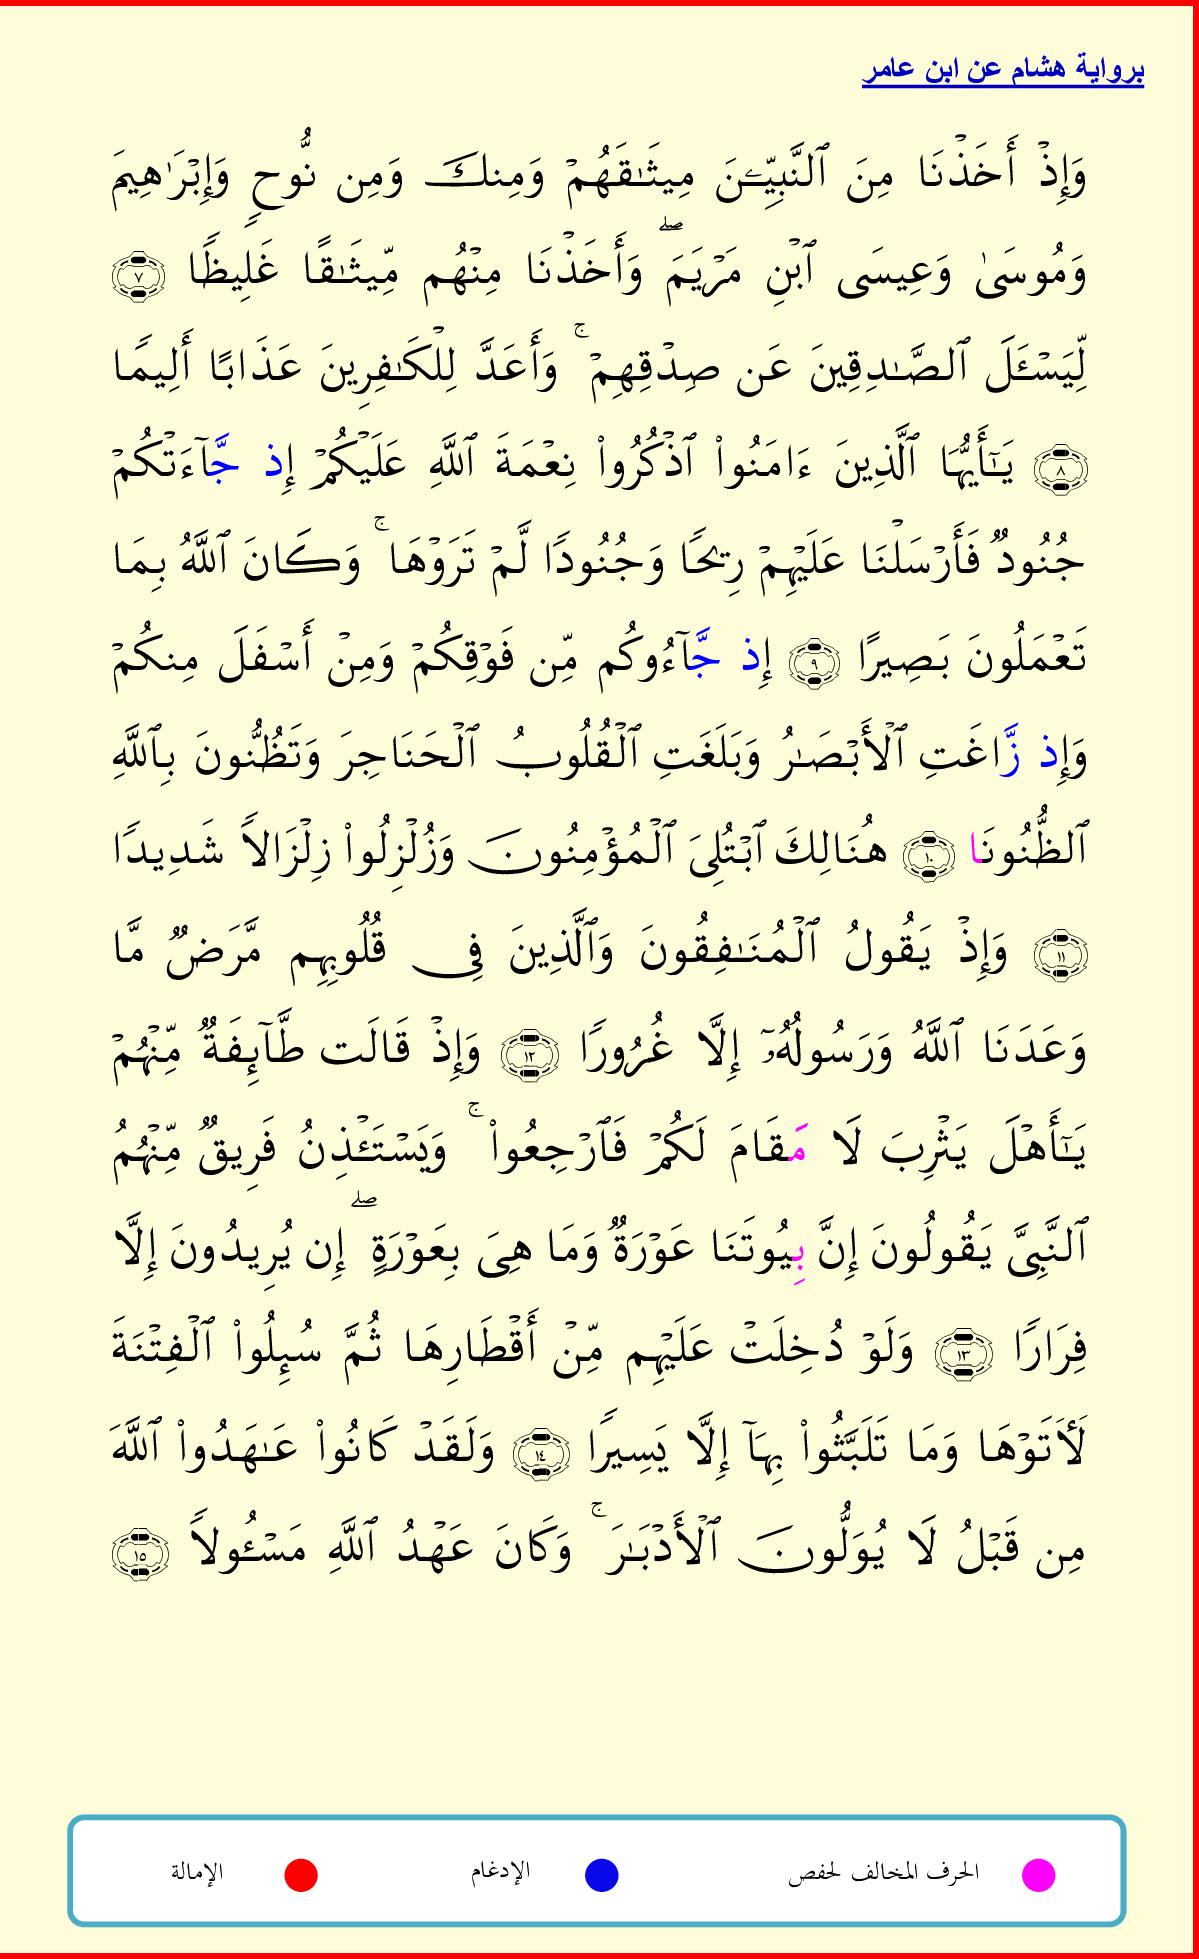 برواية هشام عن ابن عامر
وَإِذْ أَخَذْنَا مِنَ ٱلنَّبِيِّـۧنَ مِيثَٰقَهُمْ وَمِنكَ وَمِن نُّوحٍ وَإِبْرَٰهِيمَ
وَمُوسَىٰ وَعِيسَى ٱبْنِ مَرْيَمَ ۖ وَأَخَذْنَا مِنْهُم مِّيثَٰقًا غَلِيظًا ٧
لِّيَسْـَٔلَ ٱلصَّٰدِقِينَ عَن صِدْقِهِمْ ۚ وَأَعَدَّ لِلْكَٰفِرِينَ عَذَابًا أَلِيمًا
٨ يَٰٓأَيُّهَا ٱلَّذِينَ ءَامَنُوا۟ ٱذْكُرُوا۟ نِعْمَةَ ٱللَّهِ عَلَيْكُمْ إِذ جَّآءَتْكُمْ
جُنُودٌ فَأَرْسَلْنَا عَلَيْهِمْ رِيحًا وَجُنُودًا لَّمْ تَرَوْهَا ۚ وَكَانَ ٱللَّهُ بِمَا
تَعْمَلُونَ بَصِيرًا ٩ إِذ جَّآءُوكُم مِّن فَوْقِكُمْ وَمِنْ أَسْفَلَ مِنكُمْ
وَإِذ زَّاغَتِ ٱلْأَبْصَٰرُ وَبَلَغَتِ ٱلْقُلُوبُ ٱلْحَنَاجِرَ وَتَظُنُّونَ بِٱللَّهِ
ٱلظُّنُونَا ١٠ هُنَالِكَ ٱبْتُلِىَ ٱلْمُؤْمِنُونَ وَزُلْزِلُوا۟ زِلْزَالًا شَدِيدًا
١١ وَإِذْ يَقُولُ ٱلْمُنَٰفِقُونَ وَٱلَّذِينَ فِى قُلُوبِهِم مَّرَضٌ مَّا
وَعَدَنَا ٱللَّهُ وَرَسُولُهُۥٓ إِلَّا غُرُورًا ١٢ وَإِذْ قَالَت طَّآئِفَةٌ مِّنْهُمْ
يَٰٓأَهْلَ يَثْرِبَ لَا مَقَامَ لَكُمْ فَٱرْجِعُوا۟ ۚ وَيَسْتَـْٔذِنُ فَرِيقٌ مِّنْهُمُ
ٱلنَّبِىَّ يَقُولُونَ إِنَّ بِيُوتَنَا عَوْرَةٌ وَمَا هِىَ بِعَوْرَةٍ ۖ إِن يُرِيدُونَ إِلَّا
فِرَارًا ١٣ وَلَوْ دُخِلَتْ عَلَيْهِم مِّنْ أَقْطَارِهَا ثُمَّ سُئِلُوا۟ ٱلْفِتْنَةَ
لَأٓتَوْهَا وَمَا تَلَبَّثُوا۟ بِهَآ إِلَّا يَسِيرًا ١٤ وَلَقَدْ كَانُوا۟ عَٰهَدُوا۟ ٱللَّهَ
مِن قَبْلُ لَا يُوَلُّونَ ٱلْأَدْبَٰرَ ۚ وَكَانَ عَهْدُ ٱللَّهِ مَسْـُٔولًا ١٥
الحرف المخالف لحفص الإدغام الإمالة